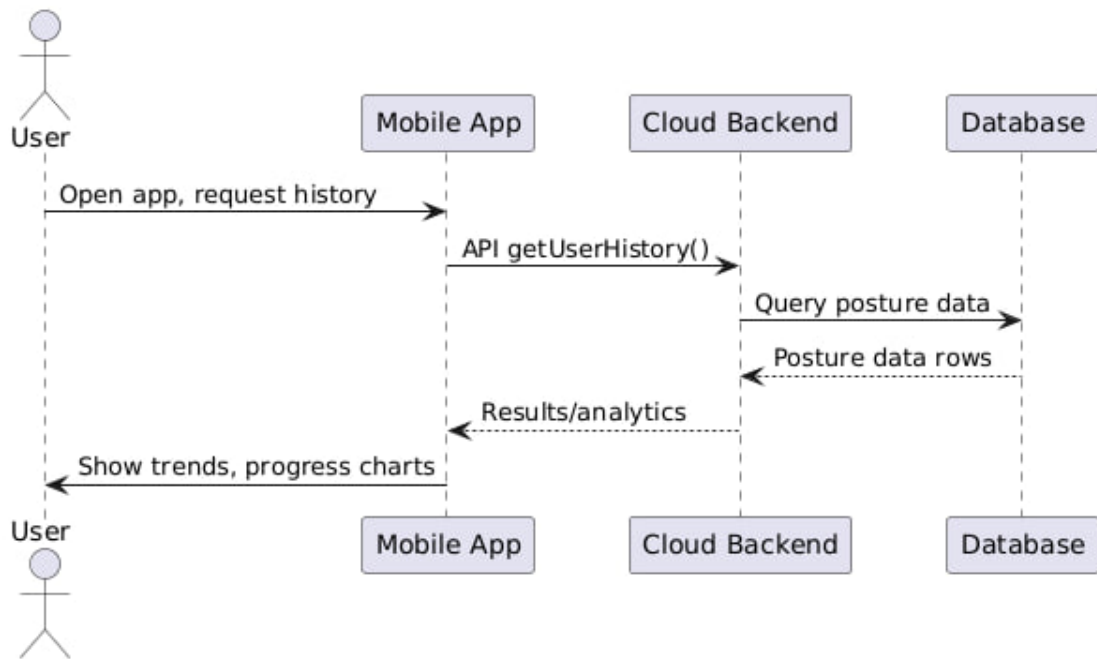 User
Mobile App
Cloud Backend
Database
Open app, request history
API getUserHistory()
Query posture data
Posture data rows
Results/analytics
Show trends, progress charts
User
Mobile App
Cloud Backend
Database